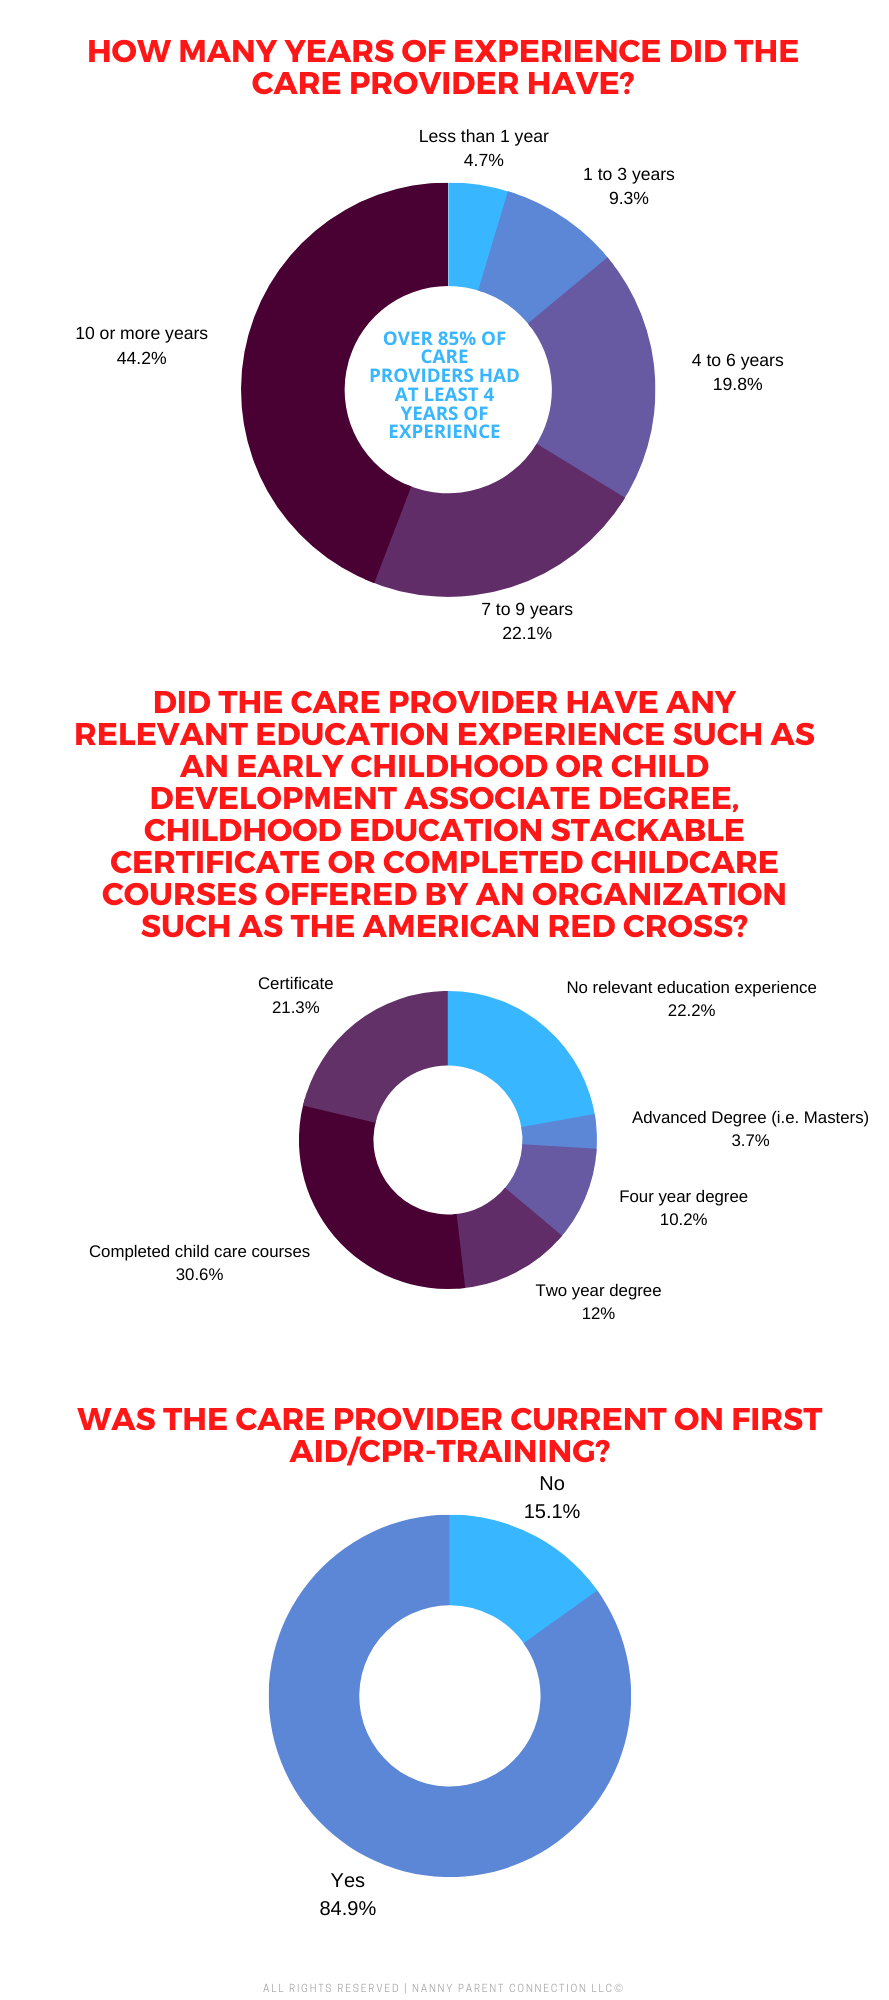 HOW MANY YEARS OF EXPERIENCE DID THE
CARE PROVIDER HAVE?
Less than 1 year
4.7%
1 to 3 years
9.3%
10 or more years
44.2%
4 to 6 years
19.8%
OVER 85% OF
CARE
PROVIDERS HAD
AT LEAST 4
YEARS OF
EXPERIENCE
7 to 9 years
22.1%
DID THE CARE PROVIDER HAVE ANY
RELEVANT EDUCATION EXPERIENCE SUCH AS
AN EARLY CHILDHOOD OR CHILD
DEVELOPMENT ASSOCIATE DEGREE,
CHILDHOOD EDUCATION STACKABLE
CERTIFICATE OR COMPLETED CHILDCARE
COURSES OFFERED BY AN ORGANIZATION
SUCH AS THE AMERICAN RED CROSS?
Certificate
21.3%
No relevant education experience
22.2%
Advanced Degree (i.e. Masters)
3.7%
Four year degree
10.2%
Completed child care courses
30.6%
Two year degree
12%
WAS THE CARE PROVIDER CURRENT ON FIRST
AID/CPR-TRAINING?
No
15.1%
Yes
84.9%
ALL RIGHTS RESERVED | NANNY PARENT CONNECTION LLC©